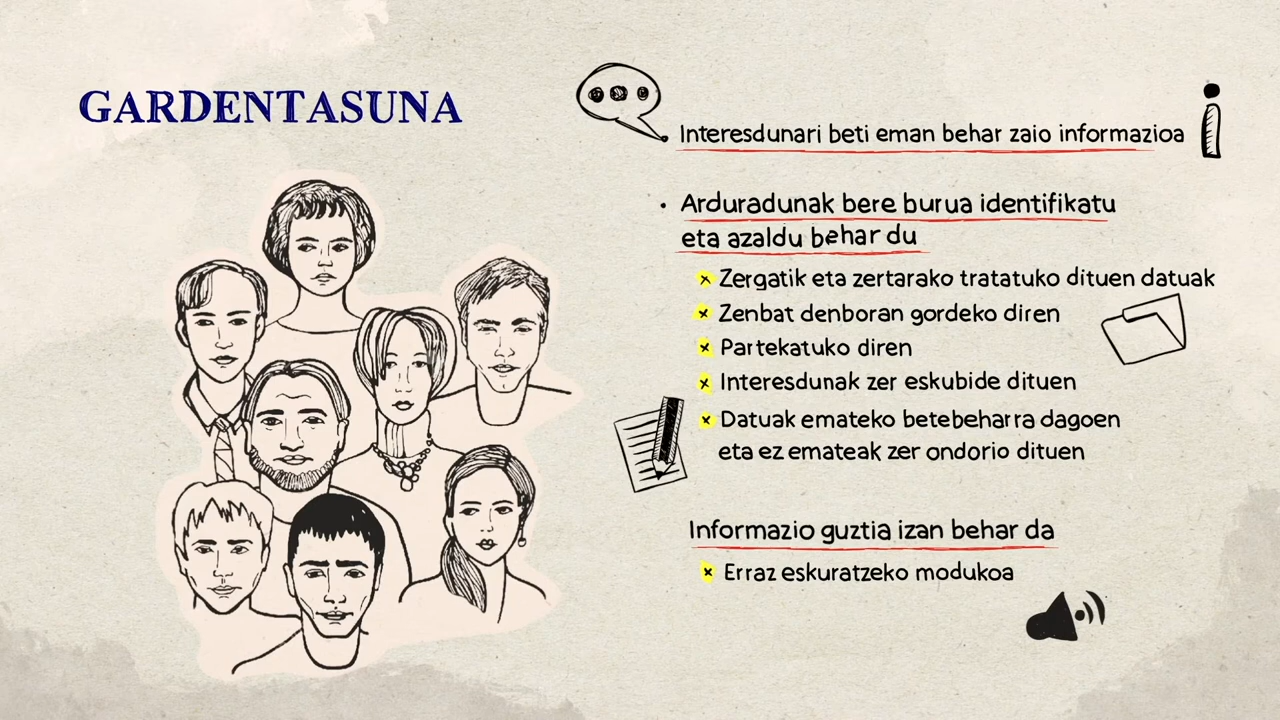 GARDENTASUNA
Interesdunari beti eman behar zaio informazioa
• Arduradunak bere burua identifikatu
eta azaldu behar du
× Zergatik eta zertarako tratatuko dituen datuak
× Zenbat denboran gordeko diren
× Partekatuko diren
× Interesdunak zer eskubide dituen
× Datuak emateko betebeharra dagoen
eta ez emateak zer ondorio dituen
Informazio guztia izan behar da
× Erraz eskuratzeko modukoa